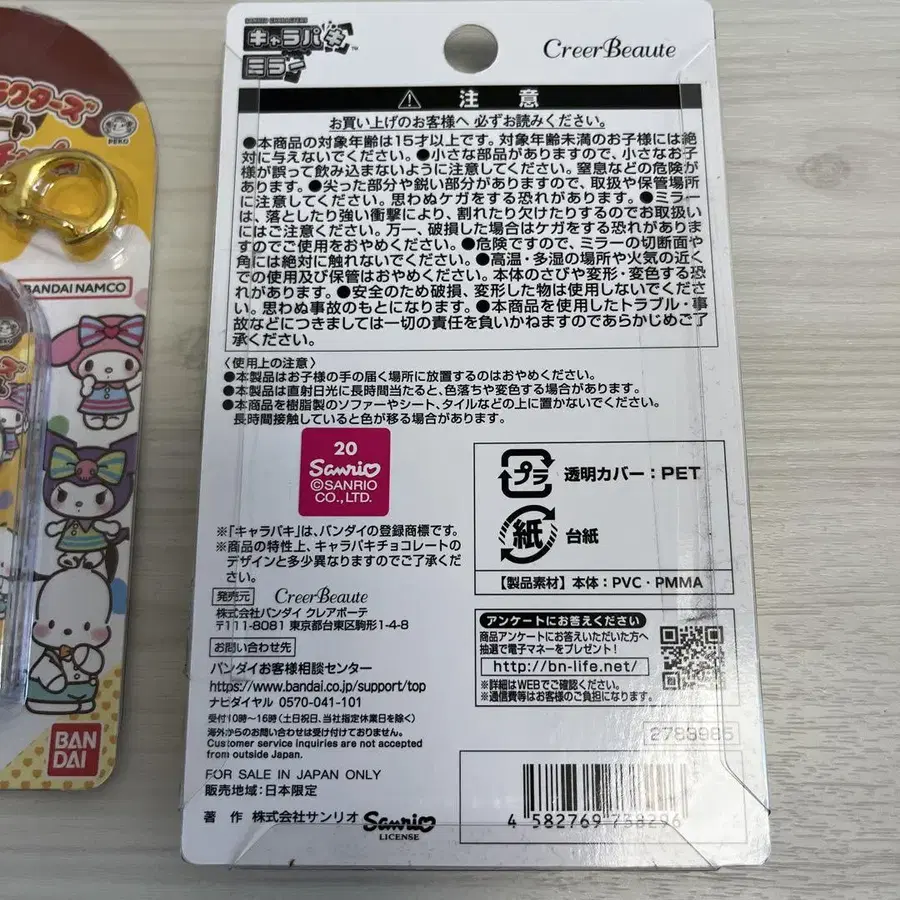 SANRIO CHARACTERS
キャラパキ™
ミラー
CreerBeaute
⚠ 注意
お買い上げのお客様へ 必ずお読みください。
●本商品の対象年齢は15才以上です。対象年齢未満のお子様には絶
対に与えないでください。●小さな部品がありますので、小さなお子
様が誤って飲み込まないように注意してください。窒息などの危険が
あります。●尖った部分や鋭い部分がありますので、取扱や保管場所
に注意してください。思わぬケガをする恐れがあります。●ミラー
は、落としたり強い衝撃により、割れたり欠けたりするのでお取扱い
にはご注意ください。万一、破損した場合はケガをする恐れがありま
すのでご使用をおやめください。●危険ですので、ミラーの切断面や
角には絶対に触れないでください。●高温・多湿の場所や火気の近く
での使用及び保管はおやめください。本体のさびや変形・変色する恐
れがあります。●安全のため破損、変形した物は使用しないでくださ
い。思わぬ事故のもとになります。●本商品を使用したトラブル・事
故などにつきましては一切の責任を負いかねますのであらかじめご了
承ください。
〈使用上の注意〉
●本製品はお子様の手の届く場所に放置するのはおやめください。
●本製品は直射日光に長時間当たると、色落ちや変色する場合があります。
●本商品を樹脂製のソファーやシート、タイルなどの上に置かないでください。
長時間接触していると色が移る場合があります。
20
Sanrio
©SANRIO
CO., LTD.
プラ
透明カバー：PET
紙
台紙
【製品素材】本体：PVC・PMMA
※「キャラパキ」は、バンダイの登録商標です。
※商品の特性上、キャラパキチョコレートの
デザインと多少異なりますのでご了承くださ
い。
発売元 CreerBeaute
株式会社バンダイ クレアボーテ
〒111-8081 東京都台東区駒形1-4-8
お問い合わせ先
バンダイお客様相談センター
https://www.bandai.co.jp/support/top
ナビダイヤル 0570-041-101
受付10時～16時（土日祝日、当社指定休業日を除く）
海外からのお問い合わせは受け付けておりません。
Customer service inquiries are not accepted
from outside Japan.
FOR SALE IN JAPAN ONLY
販売地域：日本限定
著 作 株式会社サンリオ
Sanrio
LICENSE
アンケートにお答えください
商品アンケートにお答えいただいた方へ
抽選で電子マネーをプレゼント！
http://bn-life.net/
※詳細はWEBでご確認ください。
※通信費等はお客様のご負担になります。
2783985
4 582769 738296
ラクターズ
PEKO
BANDAI NAMCO
BAN
DAI